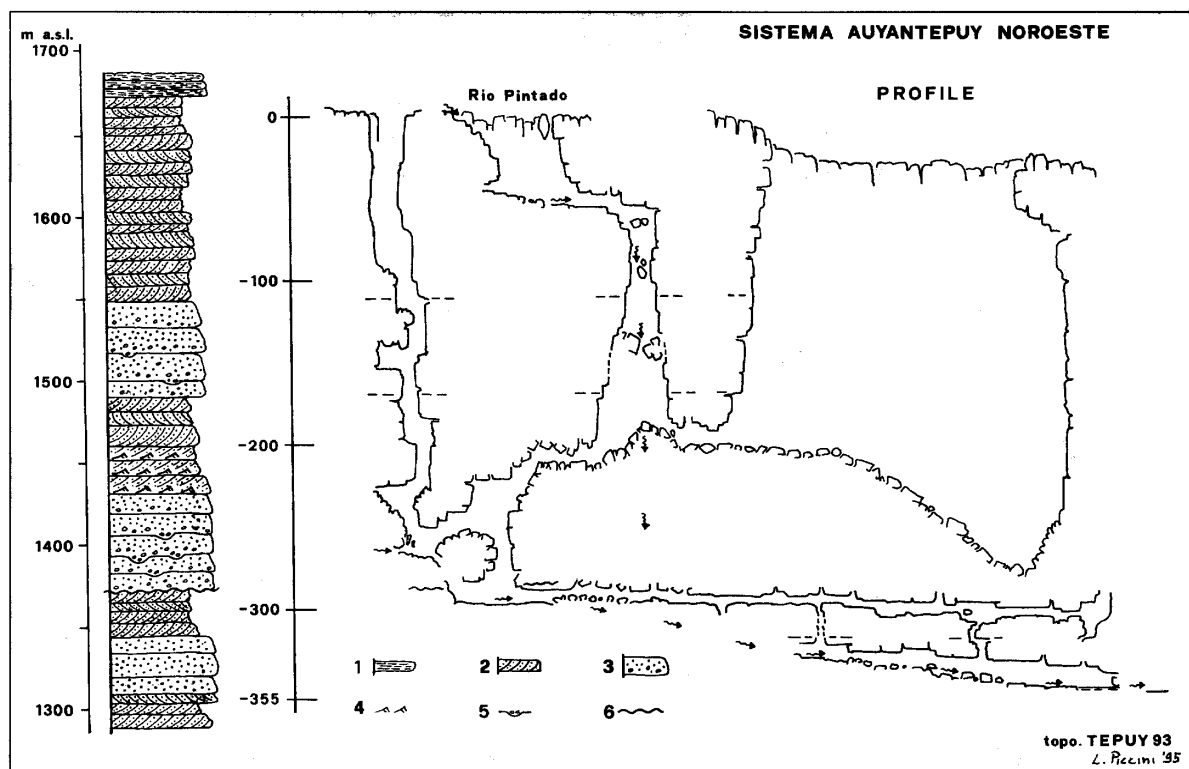 SISTEMA AUYANTEPUY NOROESTE
m a.s.l.
1700
Rio Pintado
PROFILE
0
1600
-100
1500
-200
1400
-300
1 2 3
-355
4 5 6
1300
topo. TEPUY 93
L. Piccini '95